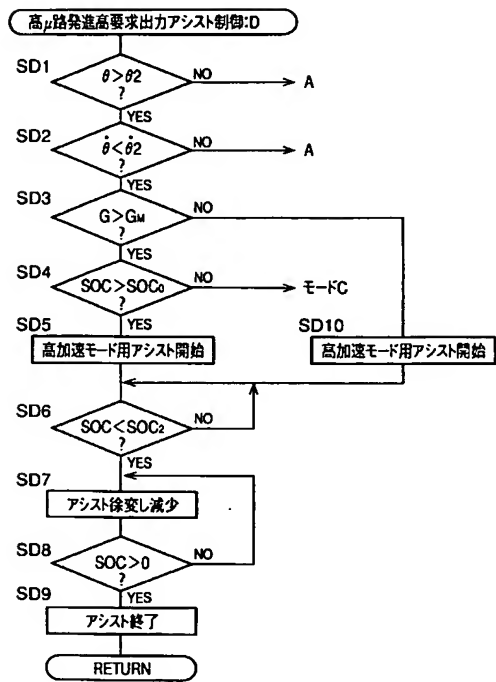 高μ路発進高要求出力アシスト制御:D
SD1
θ>θ2
?
NO
A
YES
SD2
θ̇<θ̇2
?
NO
A
YES
SD3
G>GM
?
NO
YES
SD4
SOC>SOC0
?
NO
モードC
YES
SD5
高加速モード用アシスト開始
SD10
高加速モード用アシスト開始
SD6
SOC<SOC2
?
NO
YES
SD7
アシスト徐変し減少
SD8
SOC>0
?
NO
YES
SD9
アシスト終了
RETURN